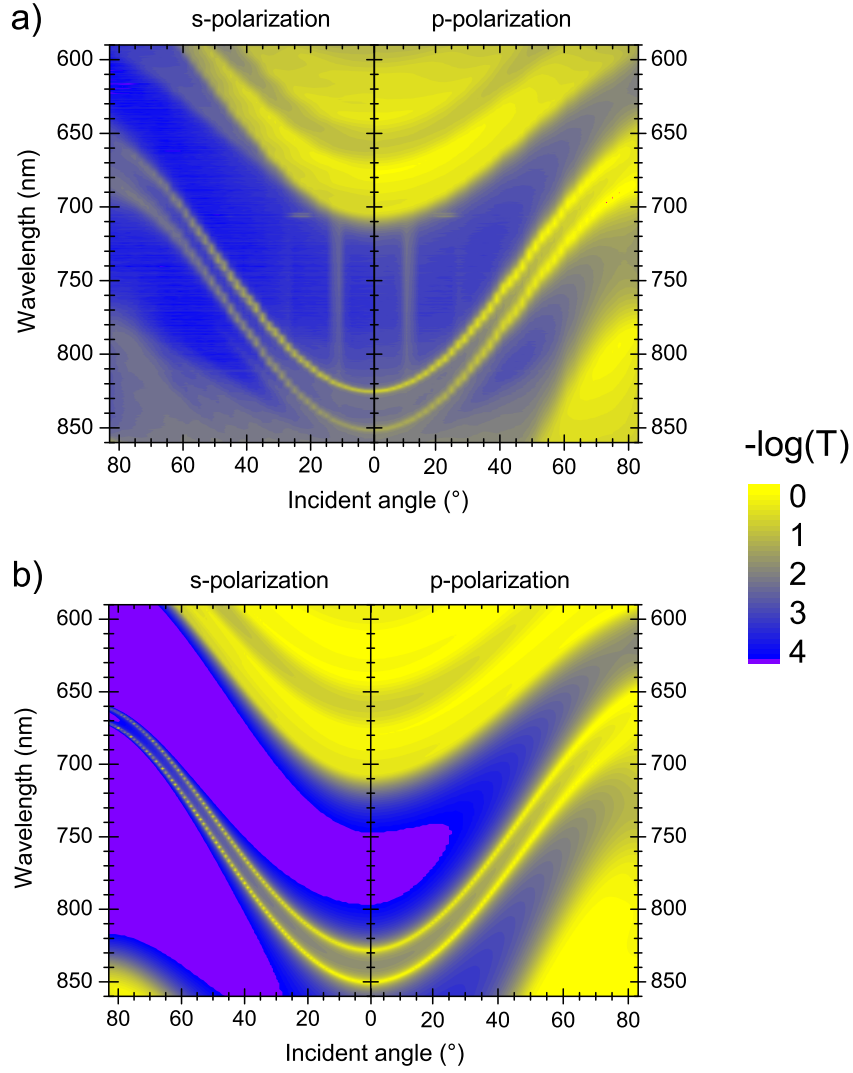 a)
s-polarization p-polarization
600 600
650 650
700 700
750 750
800 800
850 850
80 60 40 20 0 20 40 60 80
Wavelength (nm)
Incident angle (°)
-log(T)
0
1
2
3
4
b)
s-polarization p-polarization
600 600
650 650
700 700
750 750
800 800
850 850
80 60 40 20 0 20 40 60 80
Wavelength (nm)
Incident angle (°)